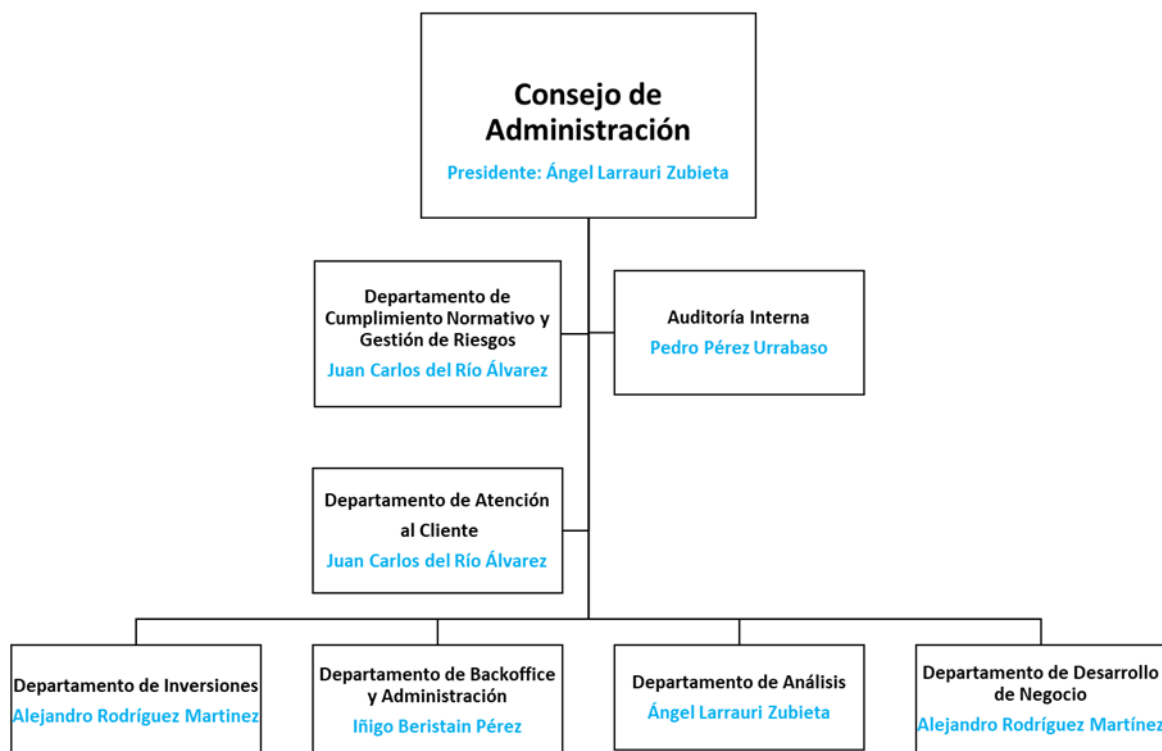 Consejo de
Administración
Presidente: Ángel Larrauri Zubieta
Departamento de
Cumplimiento Normativo y
Gestión de Riesgos
Juan Carlos del Río Álvarez
Auditoría Interna
Pedro Pérez Urrabaso
Departamento de Atención
al Cliente
Juan Carlos del Río Álvarez
Departamento de Inversiones
Alejandro Rodríguez Martinez
Departamento de Backoffice
y Administración
Iñigo Beristain Pérez
Departamento de Análisis
Ángel Larrauri Zubieta
Departamento de Desarrollo
de Negocio
Alejandro Rodríguez Martínez